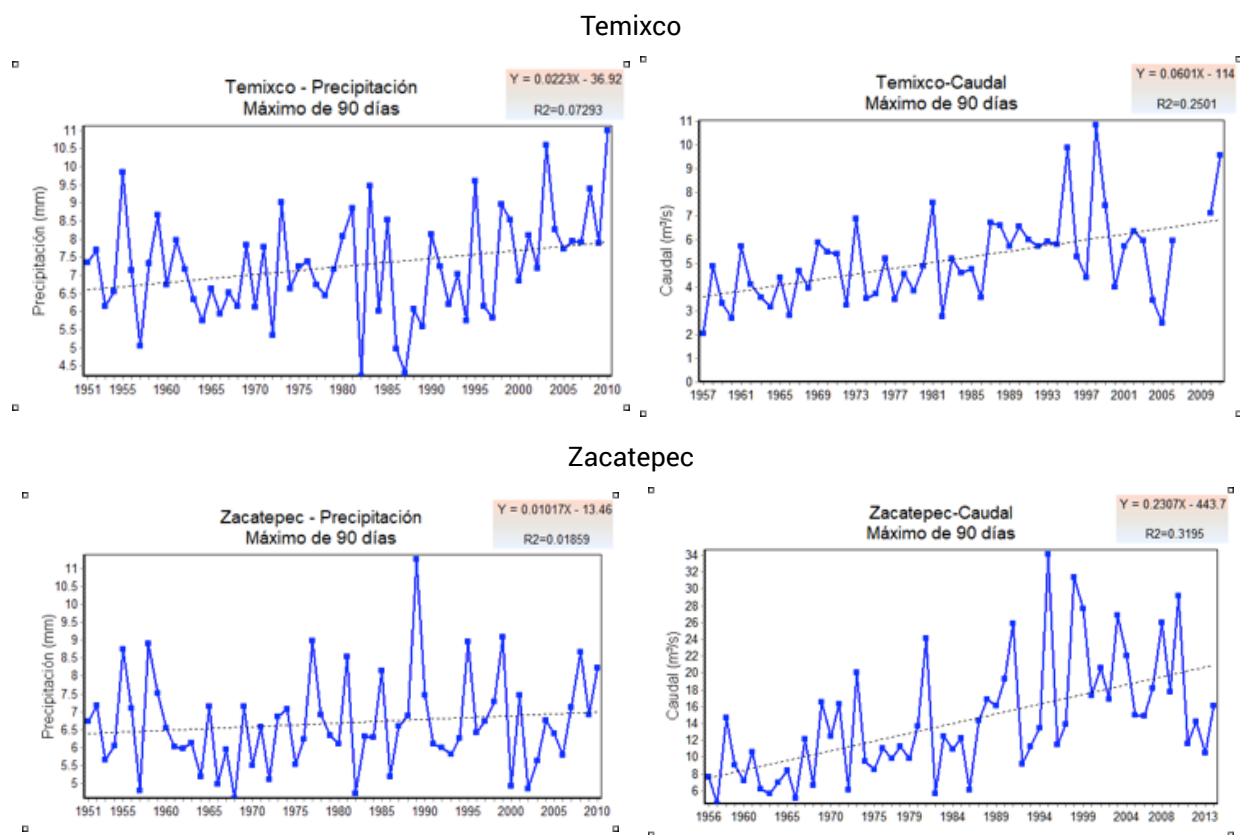 Temixco
Temixco - Precipitación
Máximo de 90 días
Y = 0.0223X - 36.92
R2=0.07293
Precipitación (mm)
11
10.5
10
9.5
9
8.5
8
7.5
7
6.5
6
5.5
5
4.5
1951 1955 1960 1965 1970 1975 1980 1985 1990 1995 2000 2005 2010
Temixco-Caudal
Máximo de 90 días
Y = 0.0601X - 114
R2=0.2501
Caudal (m³/s)
11
10
9
8
7
6
5
4
3
2
1
0
1957 1961 1965 1969 1973 1977 1981 1985 1989 1993 1997 2001 2005 2009
Zacatepec
Zacatepec - Precipitación
Máximo de 90 días
Y = 0.01017X - 13.46
R2=0.01859
Precipitación (mm)
11
10.5
10
9.5
9
8.5
8
7.5
7
6.5
6
5.5
5
1951 1955 1960 1965 1970 1975 1980 1985 1990 1995 2000 2005 2010
Zacatepec-Caudal
Máximo de 90 días
Y = 0.2307X - 443.7
R2=0.3195
Caudal (m³/s)
34
32
30
28
26
24
22
20
18
16
14
12
10
8
6
1956 1960 1964 1970 1975 1979 1984 1990 1994 1999 2004 2008 2013